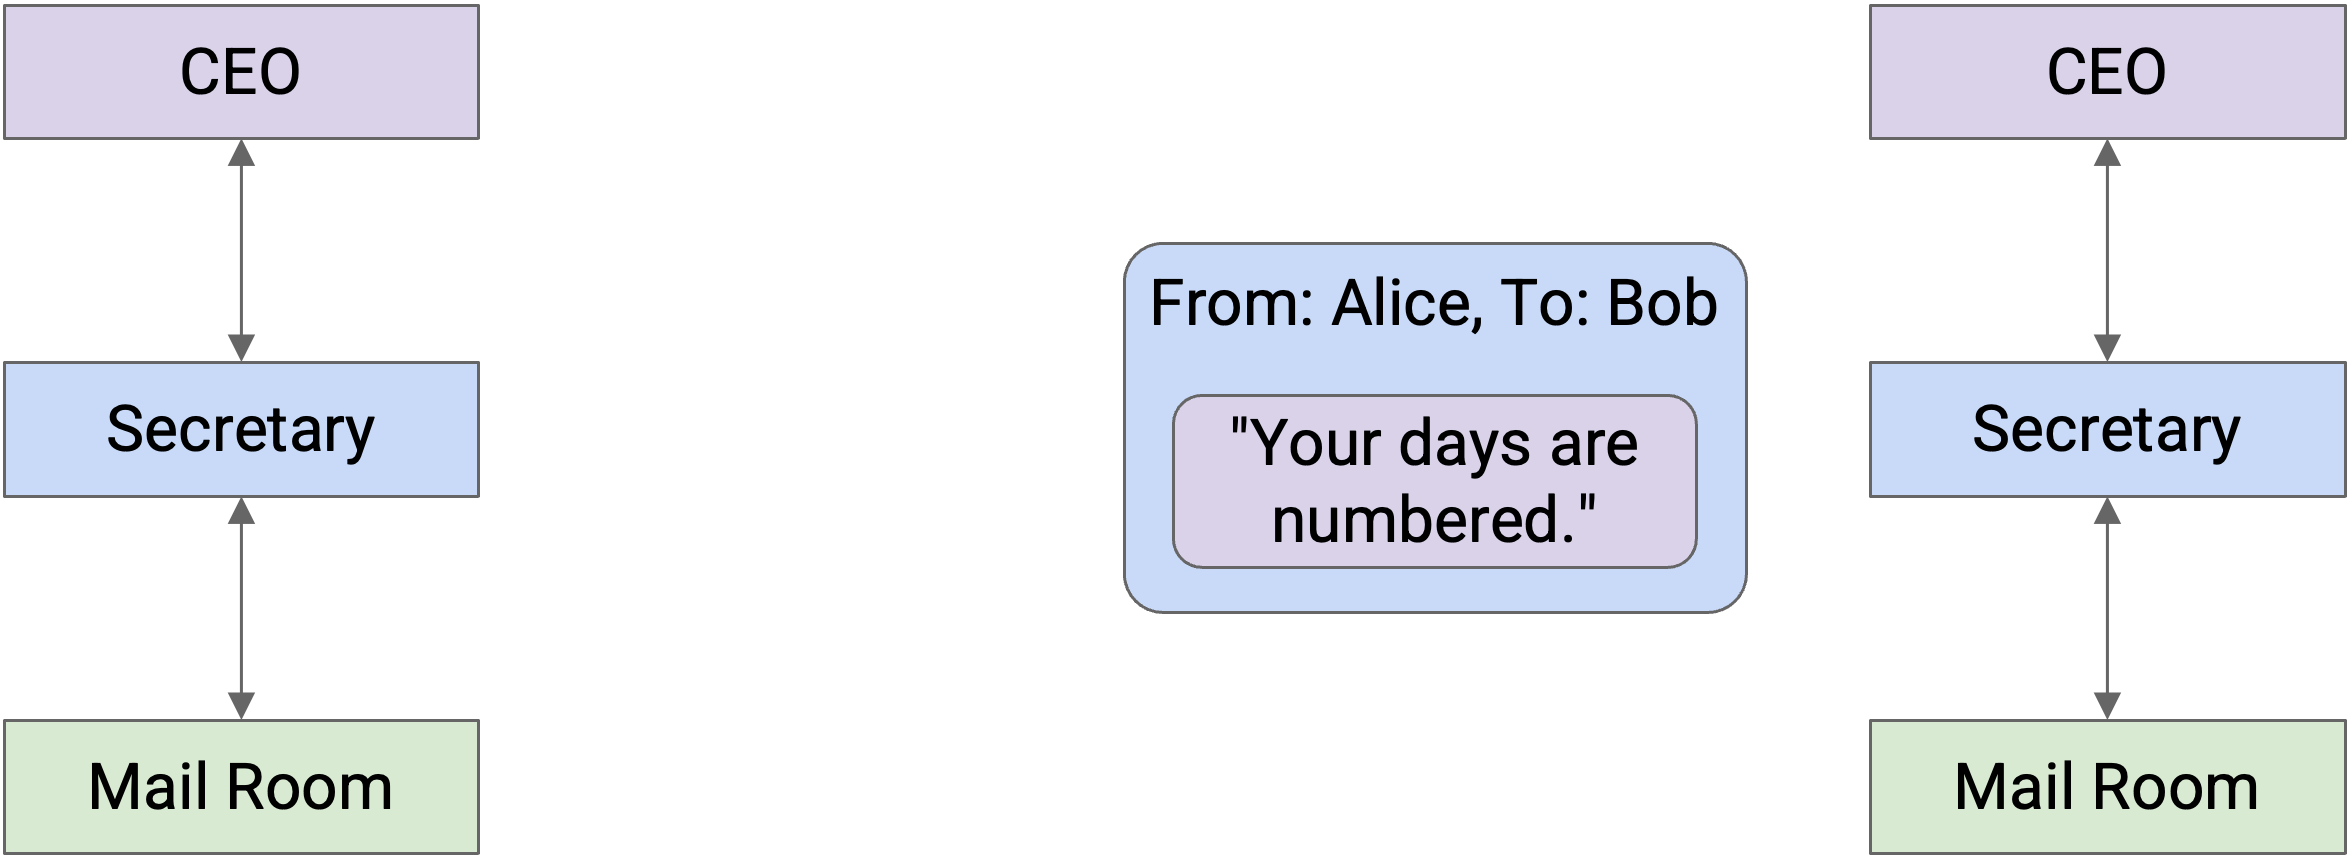 CEO
CEO
From: Alice, To: Bob
"Your days are
numbered."
Secretary
Secretary
Mail Room
Mail Room